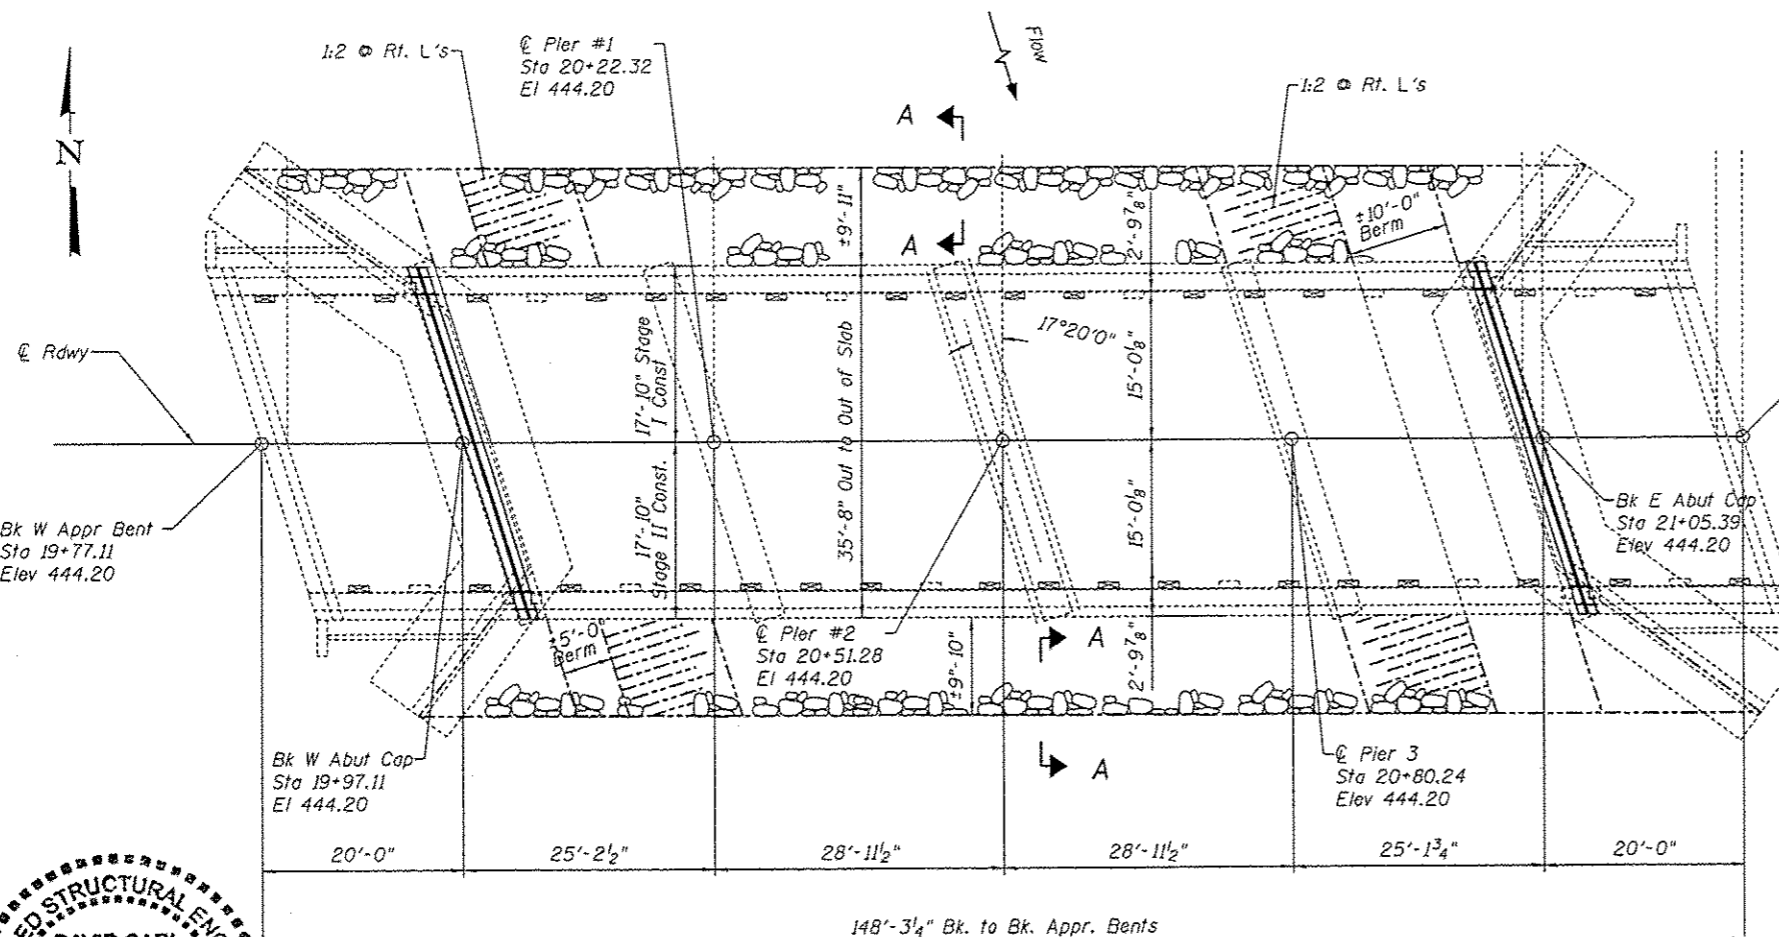 1:2 @ Rt. L's
℄ Pier #1
Sta 20+22.32
El 444.20
Flow
1:2 @ Rt. L's
A
N
A
±9'-11"
2'-9⅞"
±10'-0"
Berm
℄ Rdwy
17'-10" Stage
I Const
35'-8" Out to Out of Slab
17°20'0"
15'-0⅛"
Bk W Appr Bent
Sta 19+77.11
Elev 444.20
17'-10"
Stage II Const.
15'-0⅛"
Bk E Abut Cap
Sta 21+05.39
Elev 444.20
±5'-0"
Berm
℄ Pier #2
Sta 20+51.28
El 444.20
±9'-10"
A
2'-9⅞"
Bk W Abut Cap
Sta 19+97.11
El 444.20
A
℄ Pier 3
Sta 20+80.24
Elev 444.20
20'-0"
25'-2½"
28'-11½"
28'-11½"
25'-1¾"
20'-0"
148'-3¼" Bk. to Bk. Appr. Bents
STRUCTURAL